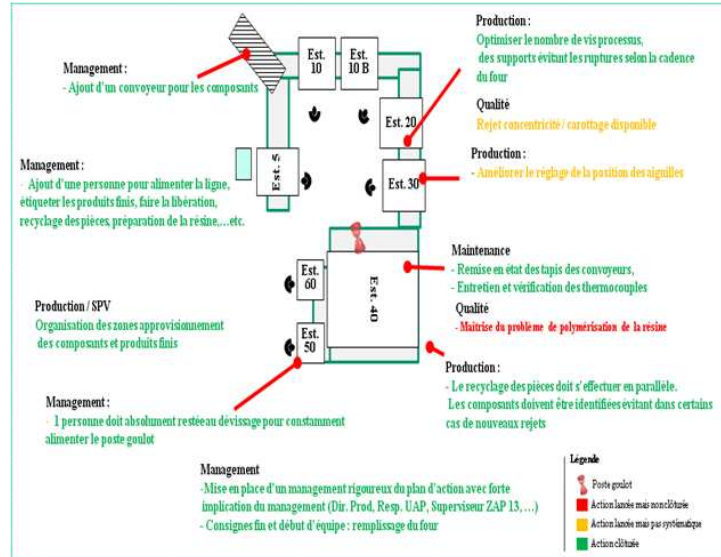 Production :
Optimiser le nombre de vis processus,
des supports évitant les ruptures selon la cadence
du four
Management :
- Ajout d'un convoyeur pour les composants
Est.
10
Est.
10 B
Qualité
Rejet concentricité / carottage disponible
Est. 20
Production :
- Améliorer le réglage de la position des aiguilles
Est. 5
Est. 30
Management :
- Ajout d'une personne pour alimenter la ligne,
étiqueter les produits finis, faire la libération,
recyclage des pièces, préparation de la résine,...etc.
Maintenance
- Remise en état des tapis des convoyeurs,
- Entretien et vérification des thermocouples
Est.
60
Est. 40
Production / SPV
Organisation des zones approvisionnement
des composants et produits finis
Qualité
- Maitrise du problème de polymérisation de la résine
Est.
50
Production :
- Le recyclage des pièces doit s'effectuer en parallèle.
Les composants doivent être identifiées évitant dans certains
cas de nouveaux rejets
Management :
- 1 personne doit absolument restée au dévissage pour constamment
alimenter le poste goulot
Management
-Mise en place d'un management rigoureux du plan d'action avec forte
implication du management (Dir. Prod, Resp. UAP, Superviseur ZAP 13, ...)
- Consignes fin et début d'équipe : remplissage du four
Légende
Poste goulot
Action lancée mais non clôturée
Action lancée mais pas systématique
Action clôturée